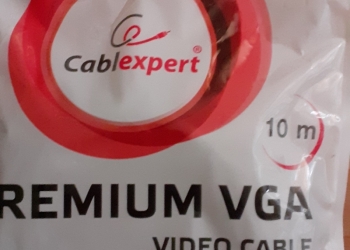 Cablexpert®
10 m
REMIUM VGA
VIDEO CABLE